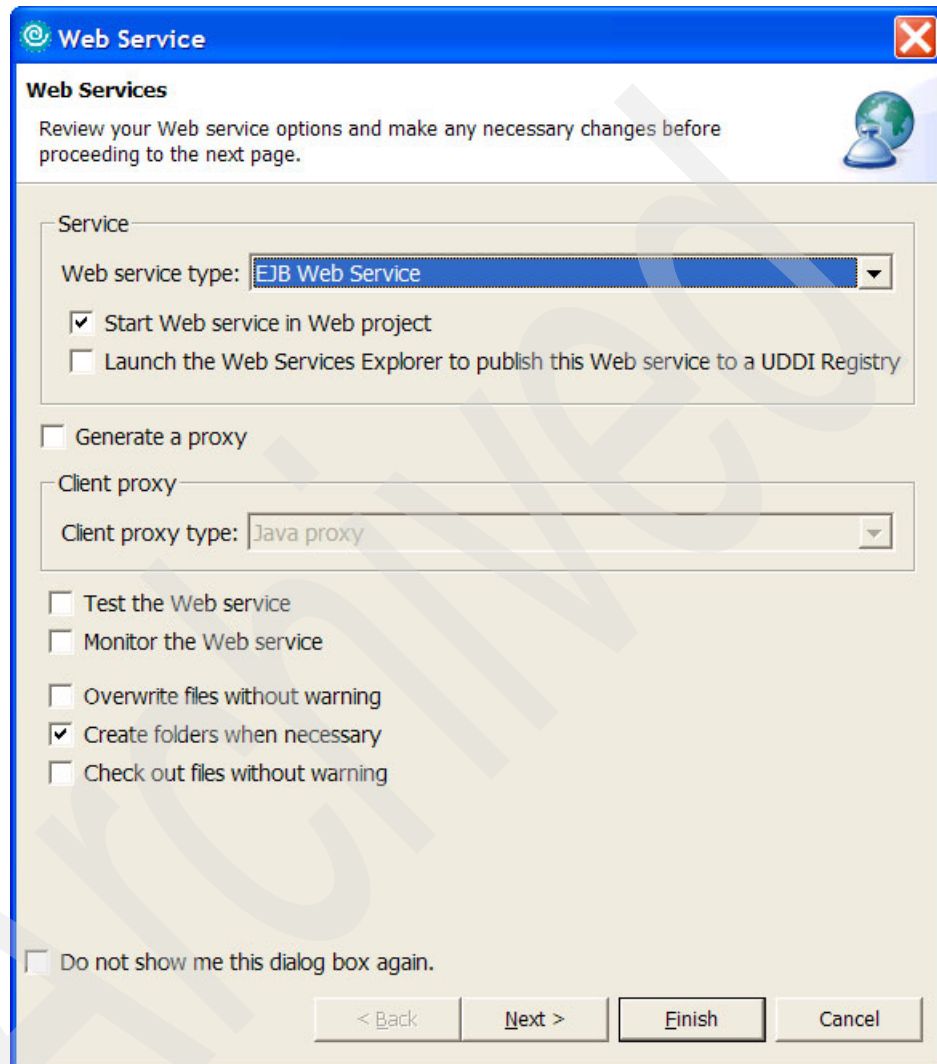 Web Service
Web Services
Review your Web service options and make any necessary changes before
proceeding to the next page.
Service
Web service type: EJB Web Service
Start Web service in Web project
Launch the Web Services Explorer to publish this Web service to a UDDI Registry
Generate a proxy
Client proxy
Client proxy type: Java proxy
Test the Web service
Monitor the Web service
Overwrite files without warning
Create folders when necessary
Check out files without warning
Do not show me this dialog box again.
< Back Next > Finish Cancel
Archived